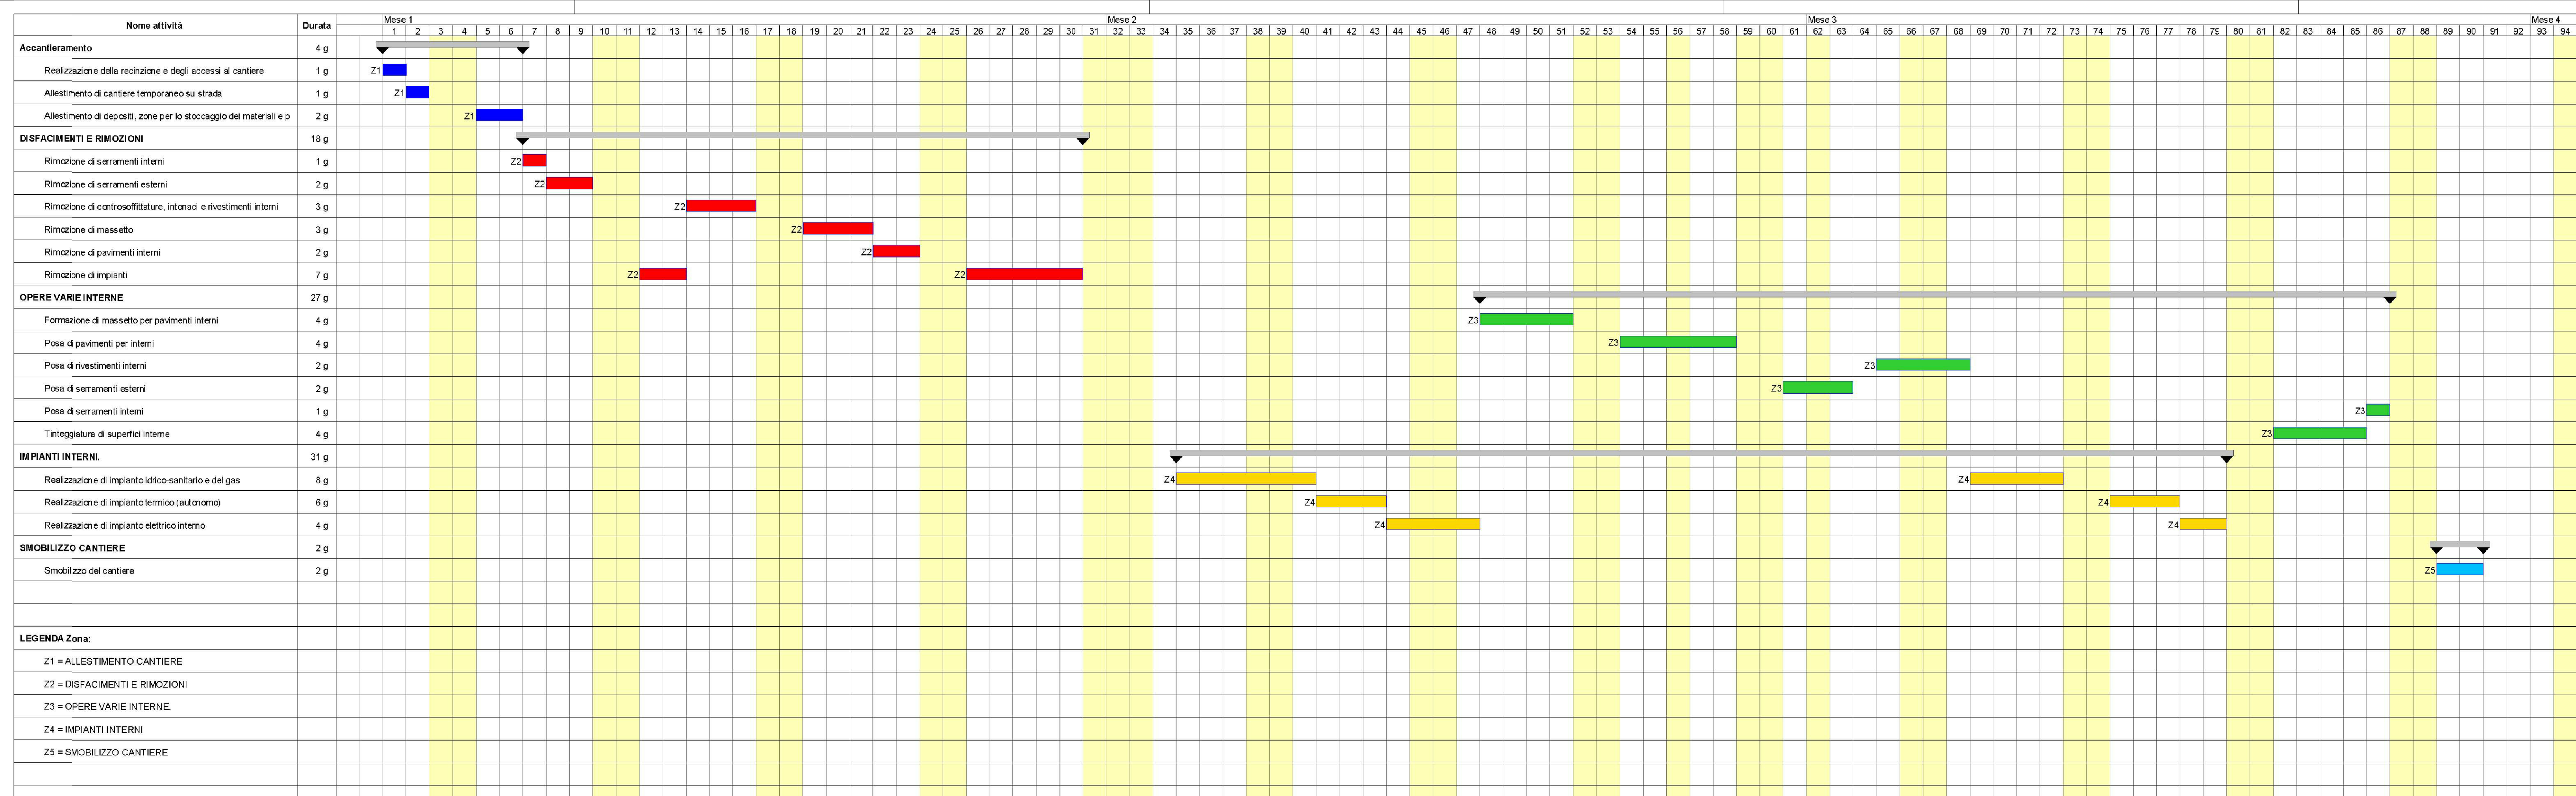 Mese 1 Mese 2 Mese 3 Mese 4
Nome attività Durata
1 2 3 4 5 6 7 8 9 10 11 12 13 14 15 16 17 18 19 20 21 22 23 24 25 26 27 28 29 30 31 32 33 34 35 36 37 38 39 40 41 42 43 44 45 46 47 48 49 50 51 52 53 54 55 56 57 58 59 60 61 62 63 64 65 66 67 68 69 70 71 72 73 74 75 76 77 78 79 80 81 82 83 84 85 86 87 88 89 90 91 92 93 94
Accantieramento 4 g
Realizzazione della recinzione e degli accessi al cantiere 1 g Z1
Allestimento di cantiere temporaneo su strada 1 g Z1
Allestimento di depositi, zone per lo stoccaggio dei materiali e p 2 g Z1
DISFACIMENTI E RIMOZIONI 18 g
Rimozione di serramenti interni 1 g Z2
Rimozione di serramenti esterni 2 g Z2
Rimozione di controsoffittature, intonaci e rivestimenti interni 3 g Z2
Rimozione di massetto 3 g Z2
Rimozione di pavimenti interni 2 g Z2
Rimozione di impianti 7 g Z2 Z2
OPERE VARIE INTERNE 27 g
Formazione di massetto per pavimenti interni 4 g Z3
Posa di pavimenti per interni 4 g Z3
Posa di rivestimenti interni 2 g Z3
Posa di serramenti esterni 2 g Z3
Posa di serramenti interni 1 g Z3
Tinteggiatura di superfici interne 4 g Z3
IMPIANTI INTERNI. 31 g
Realizzazione di impianto idrico-sanitario e del gas 8 g Z4 Z4
Realizzazione di impianto termico (autonomo) 6 g Z4 Z4
Realizzazione di impianto elettrico interno 4 g Z4 Z4
SMOBILIZZO CANTIERE 2 g
Smobilizzo del cantiere 2 g Z5
LEGENDA Zona:
Z1 = ALLESTIMENTO CANTIERE
Z2 = DISFACIMENTI E RIMOZIONI
Z3 = OPERE VARIE INTERNE.
Z4 = IMPIANTI INTERNI
Z5 = SMOBILIZZO CANTIERE